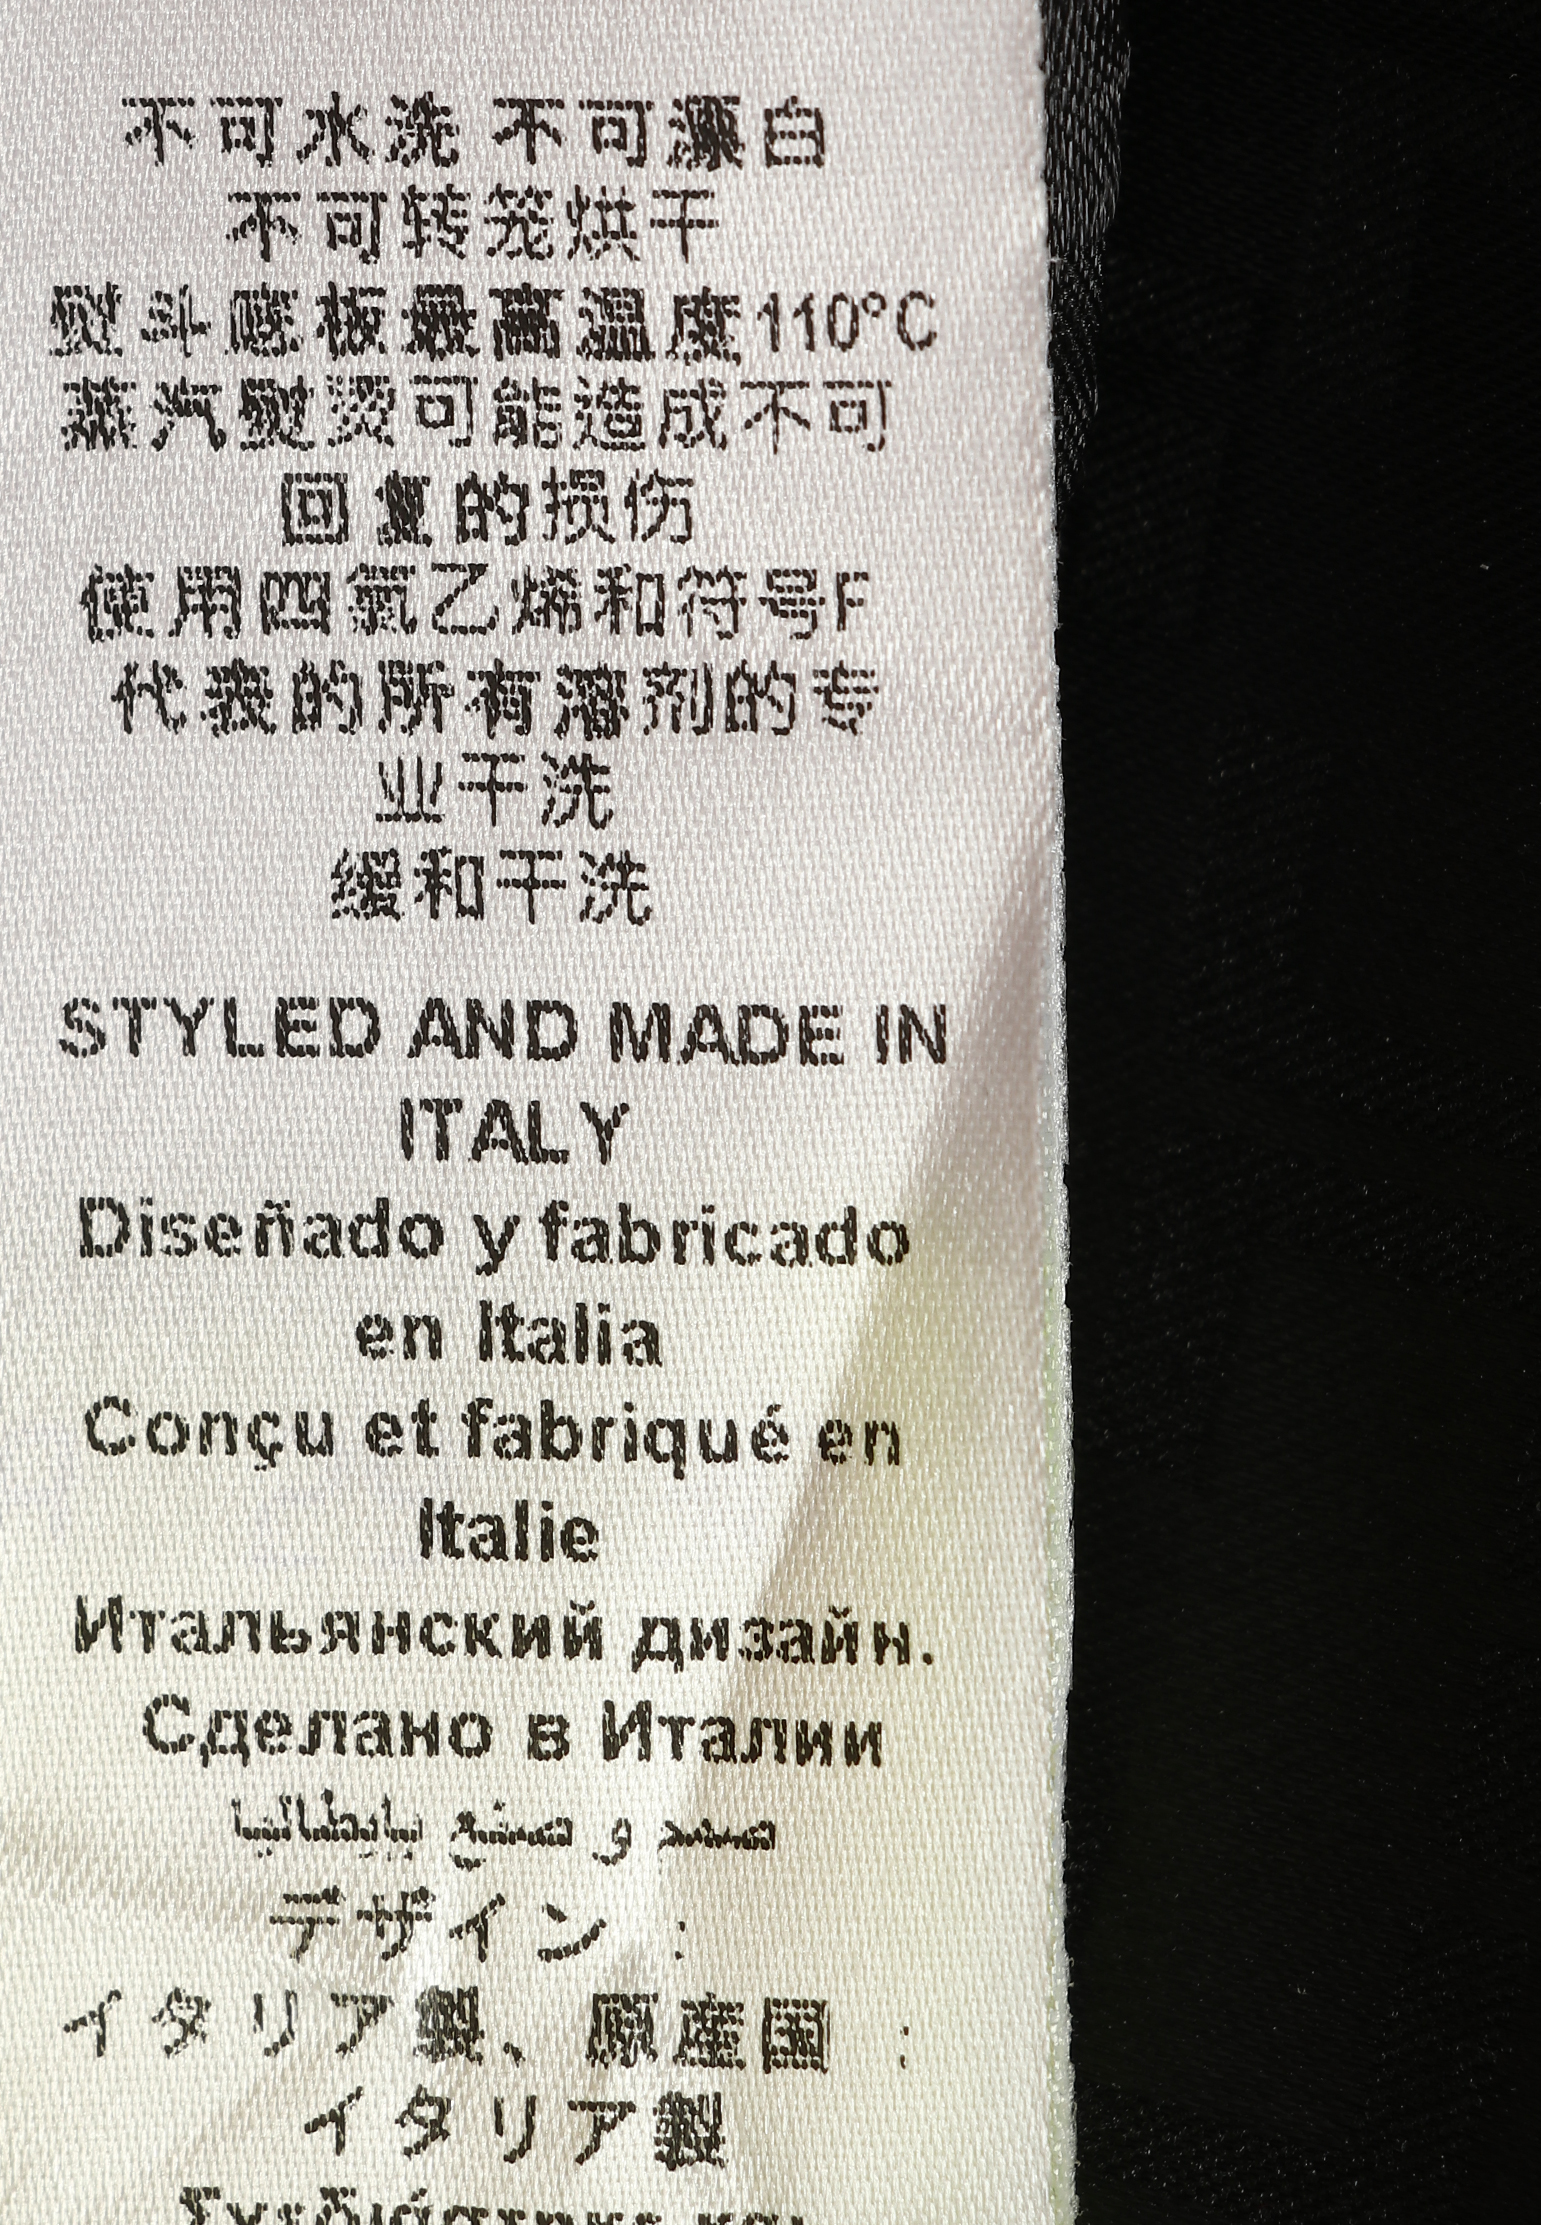 不可水洗 不可漂白
不可转笼烘干
熨斗底板最高温度110°C
蒸汽熨烫可能造成不可
回复的损伤
使用四氯乙烯和符号F
代表的所有溶剂的专
业干洗
缓和干洗
STYLED AND MADE IN
ITALY
Diseñado y fabricado
en Italia
Conçu et fabriqué en
Italie
Итальянский дизайн.
Сделано в Италии
デザイン :
イタリア製、原産国 :
イタリア製